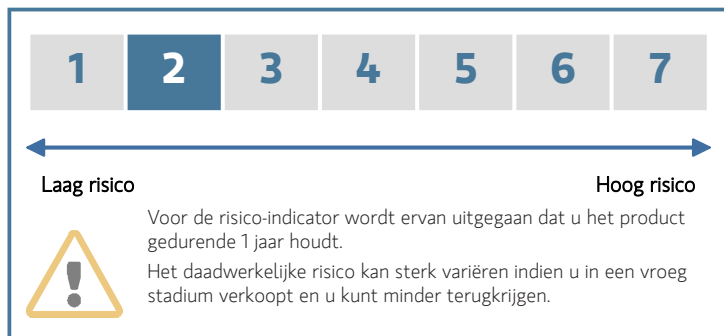 1 2 3 4 5 6 7
Laag risico Hoog risico
Voor de risico-indicator wordt ervan uitgegaan dat u het product
gedurende 1 jaar houdt.
Het daadwerkelijke risico kan sterk variëren indien u in een vroeg
stadium verkoopt en u kunt minder terugkrijgen.